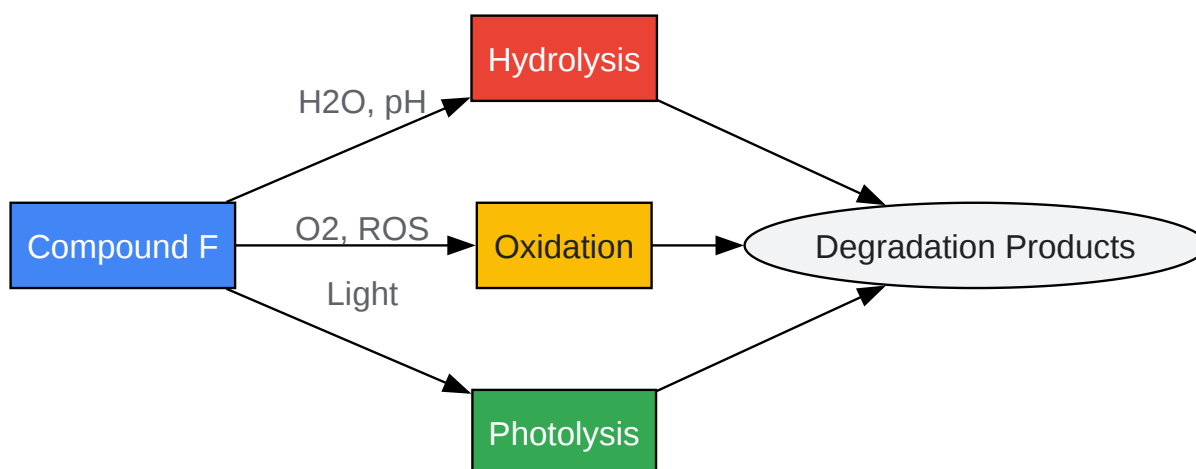 Hydrolysis
H2O, pH
Compound F
O2, ROS
Oxidation
Degradation Products
Light
Photolysis